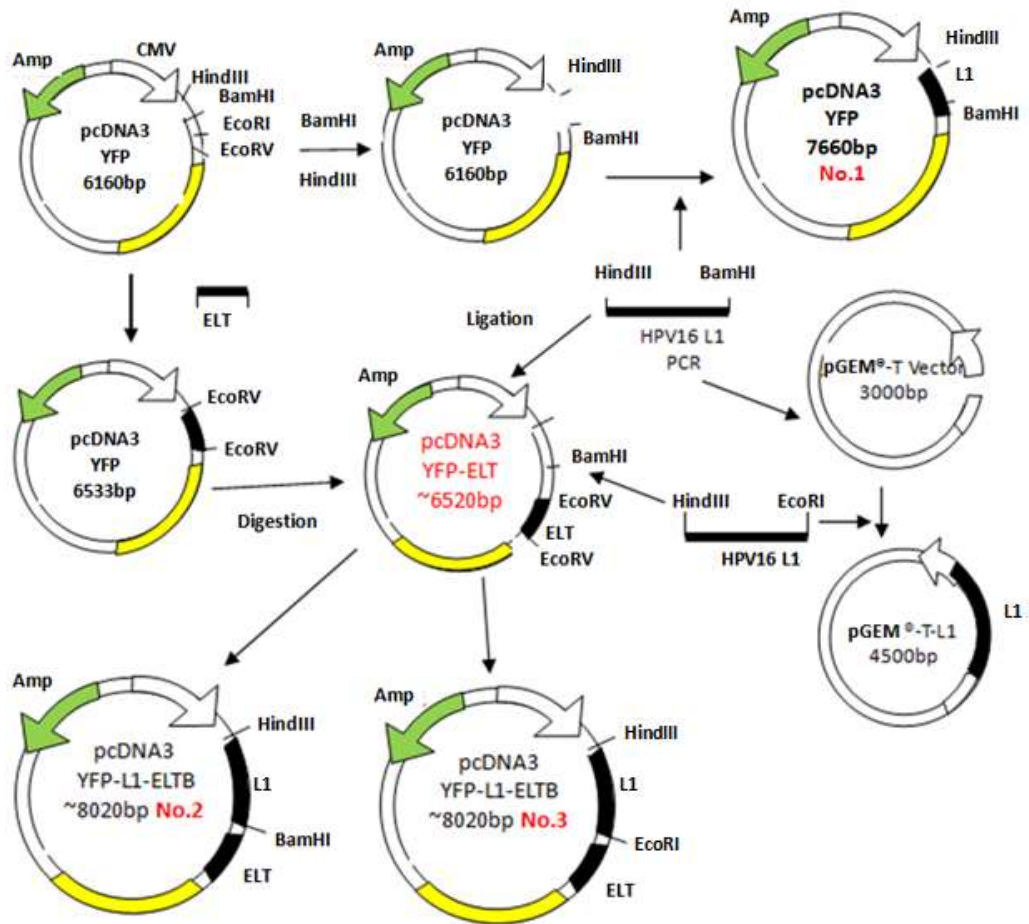 Amp
CMV
HindIII
BamHI
EcoRI
EcoRV
pcDNA3
YFP
6160bp
BamHI
HindIII
Amp
HindIII
BamHI
pcDNA3
YFP
6160bp
Amp
HindIII
L1
BamHI
pcDNA3
YFP
7660bp
No.1
ELT
HindIII BamHI
HPV16 L1
PCR
Ligation
pGEM®-T Vector
3000bp
EcoRV
EcoRV
pcDNA3
YFP
6533bp
Digestion
Amp
pcDNA3
YFP-ELT
~6520bp
BamHI
EcoRV
ELT
EcoRV
HindIII EcoRI
HPV16 L1
pGEM®-T-L1
4500bp
L1
Amp
HindIII
pcDNA3
YFP-L1-ELTB
~8020bp No.2
L1
BamHI
ELT
Amp
HindIII
pcDNA3
YFP-L1-ELTB
~8020bp No.3
L1
EcoRI
ELT